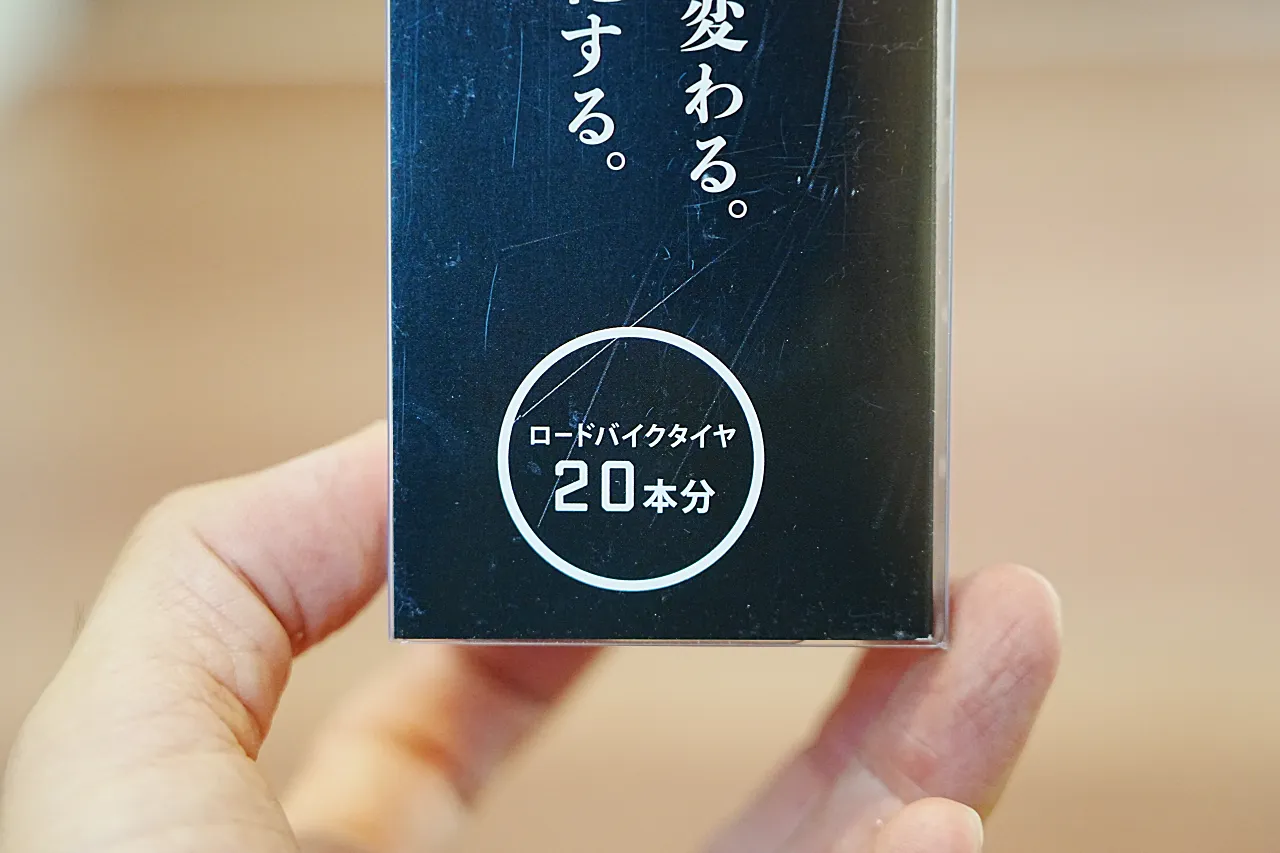 変わる。
する。
ロードバイクタイヤ
20本分